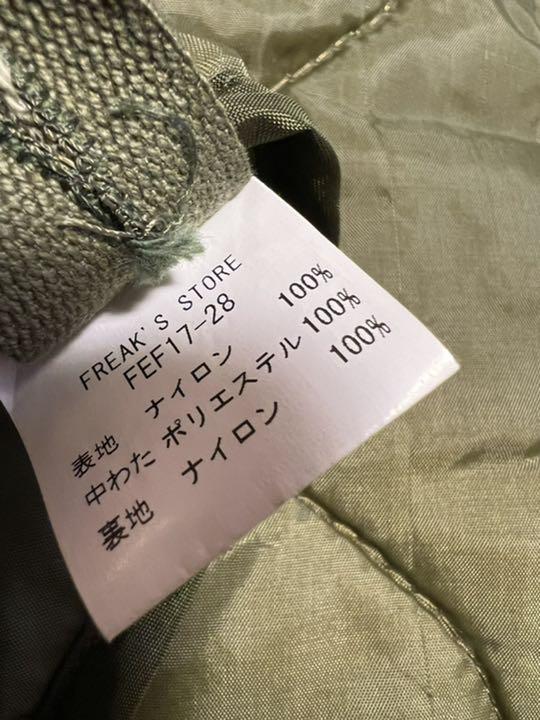 FREAK'S STORE
FEF17-28
表地 ナイロン 100%
中わた ポリエステル 100%
裏地 ナイロン 100%